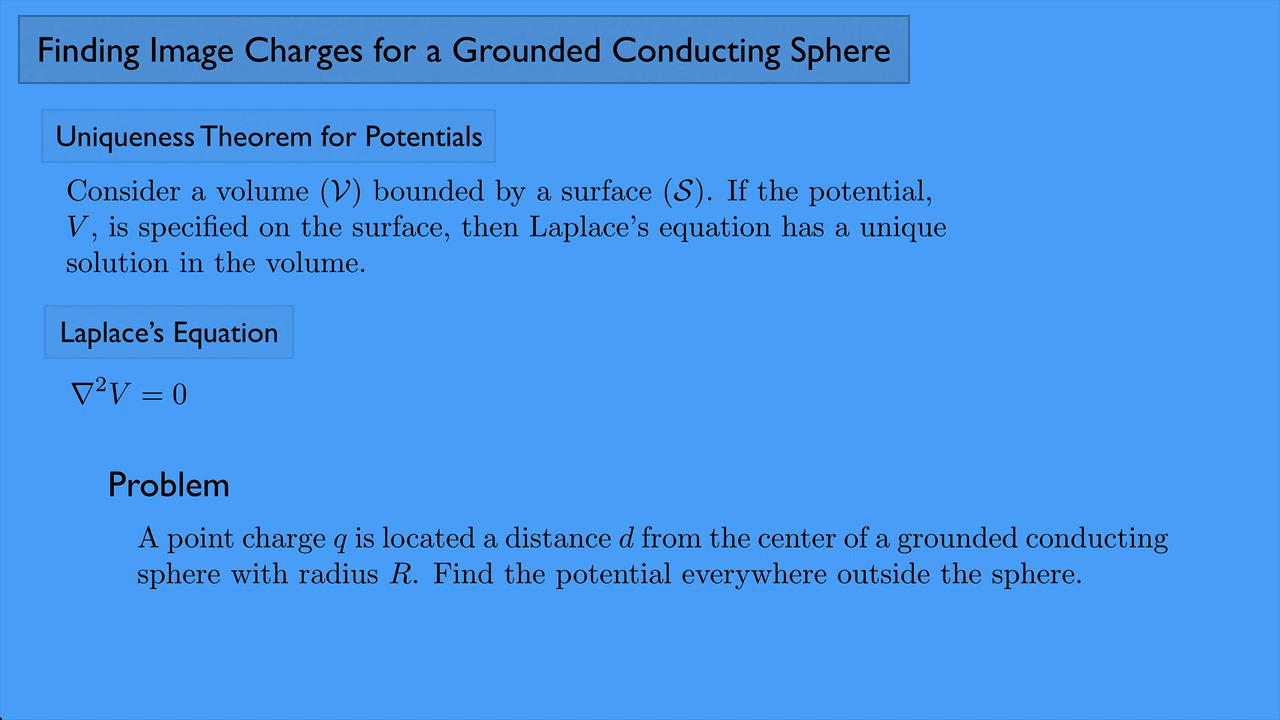 Finding Image Charges for a Grounded Conducting Sphere
Uniqueness Theorem for Potentials
Consider a volume (𝒱) bounded by a surface (𝒮). If the potential,
V, is specified on the surface, then Laplace's equation has a unique
solution in the volume.
Laplace's Equation
∇²V = 0
Problem
A point charge q is located a distance d from the center of a grounded conducting
sphere with radius R. Find the potential everywhere outside the sphere.